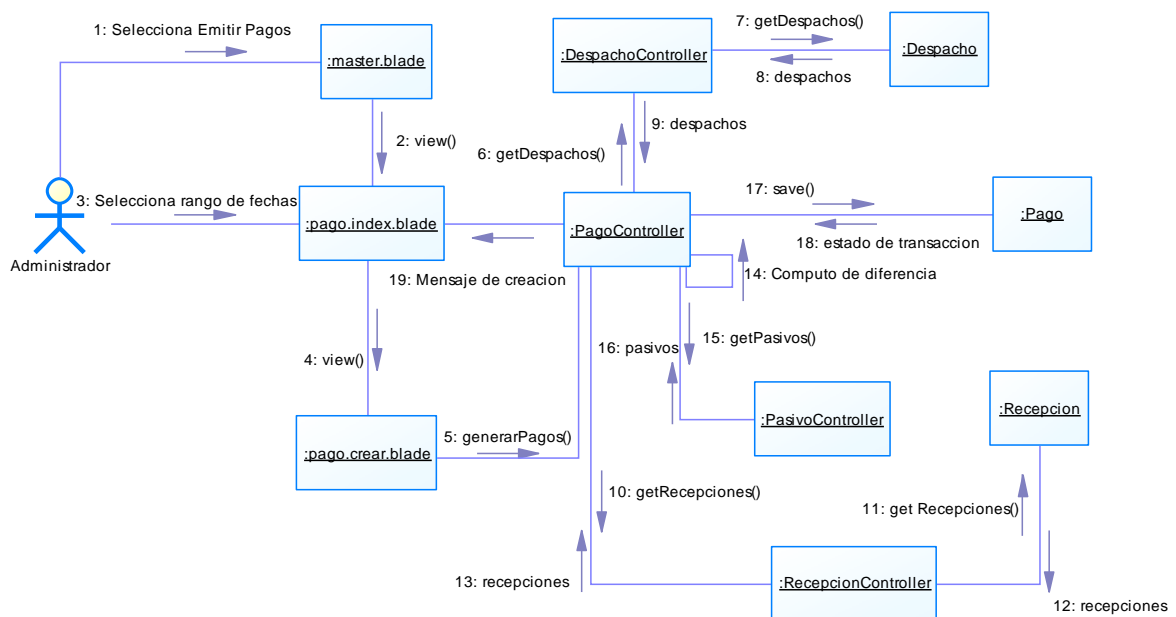 1: Selecciona Emitir Pagos
:master.blade
2: view()
3: Selecciona rango de fechas
Administrador
:pago.index.blade
4: view()
:pago.crear.blade
5: generarPagos()
:DespachoController
7: getDespachos()
8: despachos
:Despacho
9: despachos
6: getDespachos()
:PagoController
17: save()
18: estado de transaccion
:Pago
19: Mensaje de creacion
14: Computo de diferencia
15: getPasivos()
16: pasivos
:PasivoController
:Recepcion
10: getRecepciones()
11: get Recepciones()
13: recepciones
:RecepcionController
12: recepciones